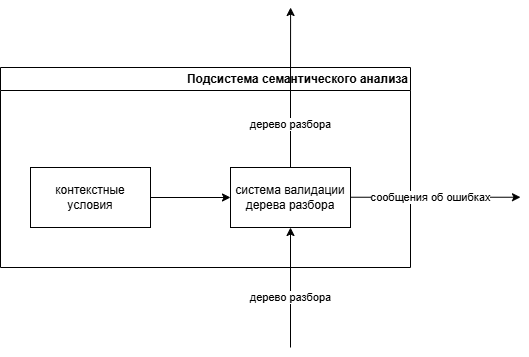 Подсистема семантического анализа
дерево разбора
контекстные
условия
система валидации
дерева разбора
сообщения об ошибках
дерево разбора